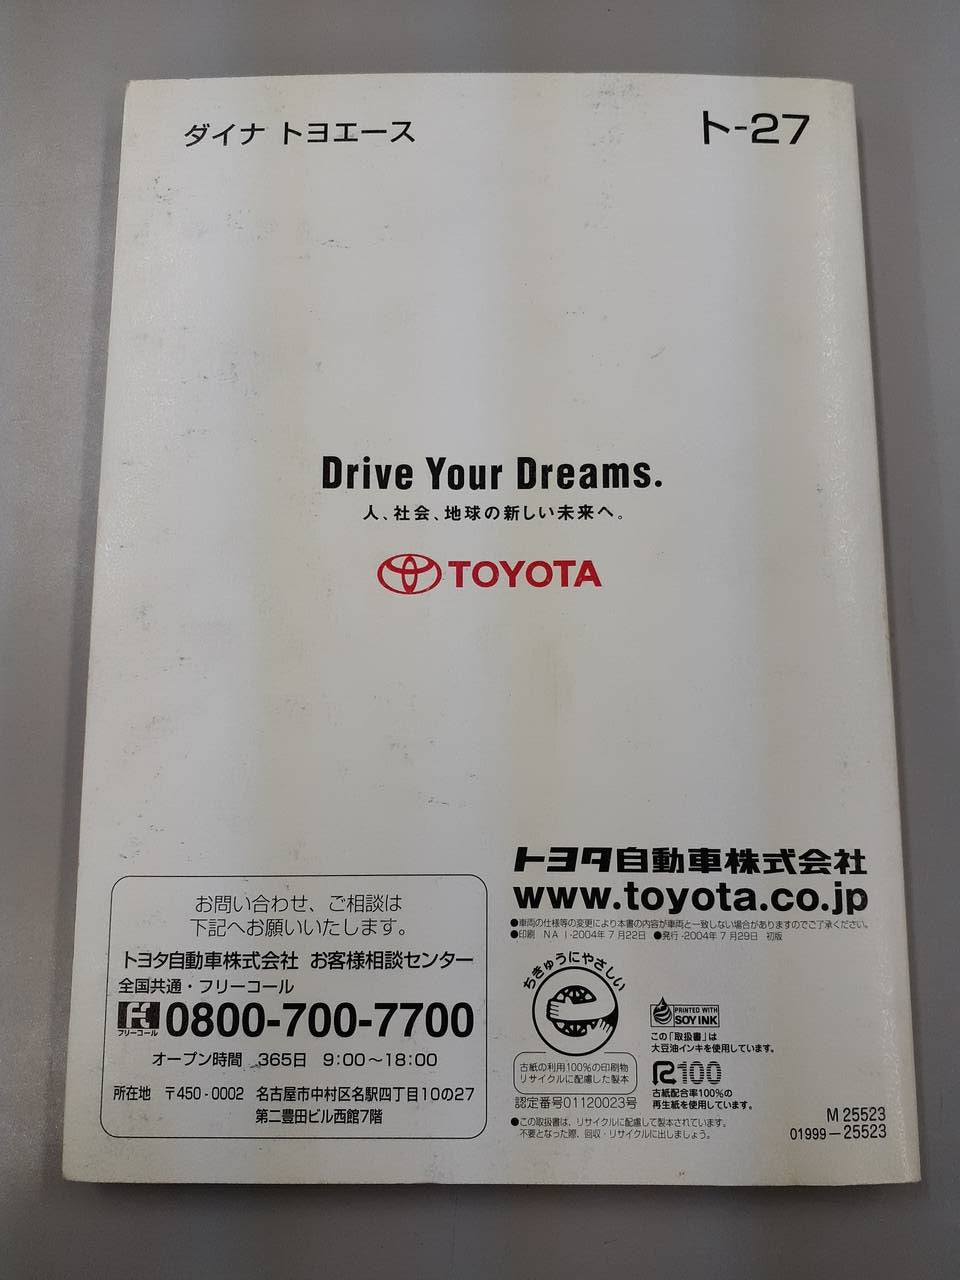 ダイナ トヨエース
ト-27
Drive Your Dreams.
人、社会、地球の新しい未来へ。
TOYOTA
お問い合わせ、ご相談は
下記へお願いいたします。
トヨタ自動車株式会社 お客様相談センター
全国共通・フリーコール
フリーコール 0800-700-7700
オープン時間 365日 9:00〜18:00
所在地 〒450-0002 名古屋市中村区名駅四丁目10の27
第二豊田ビル西館7階
トヨタ自動車株式会社
www.toyota.co.jp
●車両の仕様等の変更により本書の内容が車両と一致しない場合がありますのでご了承ください。
●印刷 NAI-2004年7月22日 ●発行-2004年7月29日 初版
ちきゅうにやさしい
古紙の利用100%の印刷物
リサイクルに配慮した製本
認定番号01120023号
PRINTED WITH
SOY INK
この「取扱書」は
大豆油インキを使用しています。
R100
古紙配合率100%の
再生紙を使用しています。
●この取扱書は、リサイクルに配慮して製本されています。
不要となった際、回収・リサイクルに出しましょう。
M 25523
01999-25523